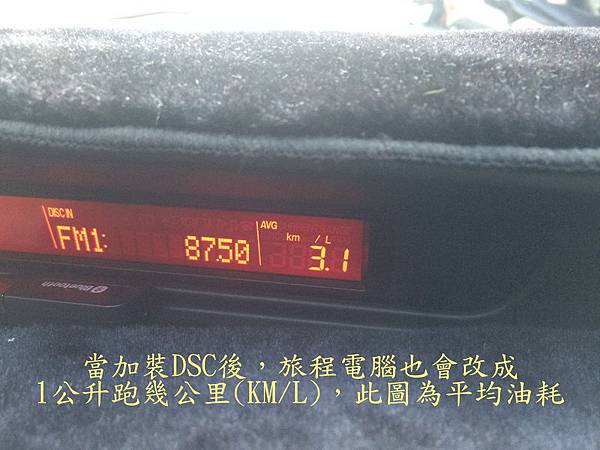 DISC IN
AVG
km / L
FM1: 87.50 3.1
Bluetooth
當加裝DSC後，旅程電腦也會改成
1公升跑幾公里(KM/L)，此圖為平均油耗